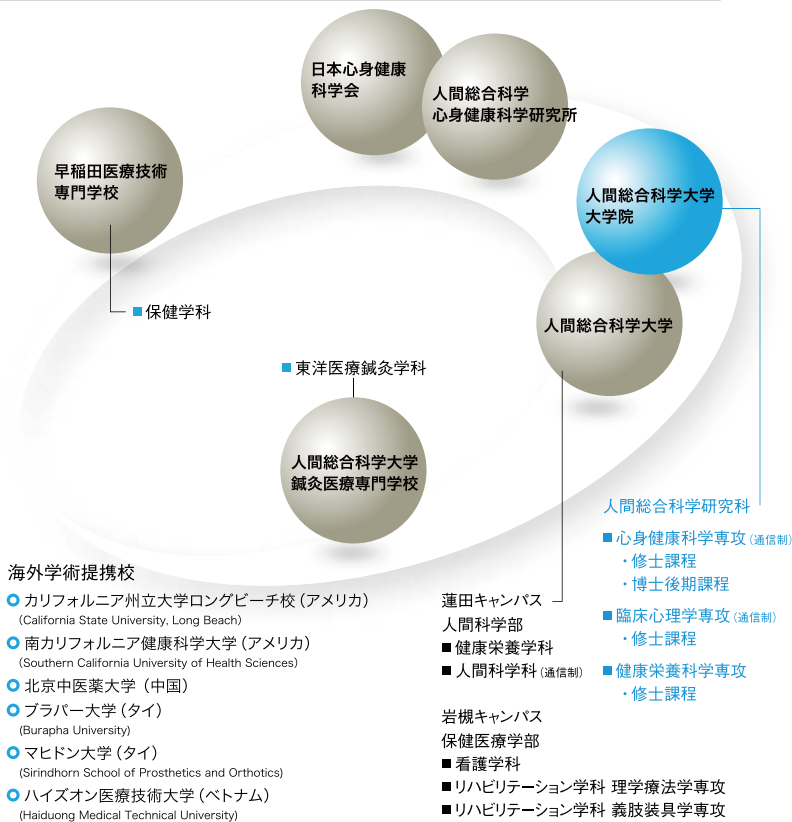 日本心身健康
科学会
人間総合科学
心身健康科学研究所
早稲田医療技術
専門学校
人間総合科学大学
大学院
■保健学科
人間総合科学大学
■東洋医療鍼灸学科
人間総合科学大学
鍼灸医療専門学校
人間総合科学研究科
■心身健康科学専攻(通信制)
・修士課程
・博士後期課程
■臨床心理学専攻(通信制)
・修士課程
■健康栄養科学専攻
・修士課程
海外学術提携校
カリフォルニア州立大学ロングビーチ校(アメリカ)
(California State University, Long Beach)
南カリフォルニア健康科学大学(アメリカ)
(Southern California University of Health Sciences)
北京中医薬大学(中国)
ブラパー大学(タイ)
(Burapha University)
マヒドン大学(タイ)
(Sirindhorn School of Prosthetics and Orthotics)
ハイズオン医療技術大学(ベトナム)
(Haiduong Medical Technical University)
蓮田キャンパス
人間科学部
■健康栄養学科
■人間科学科(通信制)
岩槻キャンパス
保健医療学部
■看護学科
■リハビリテーション学科 理学療法学専攻
■リハビリテーション学科 義肢装具学専攻